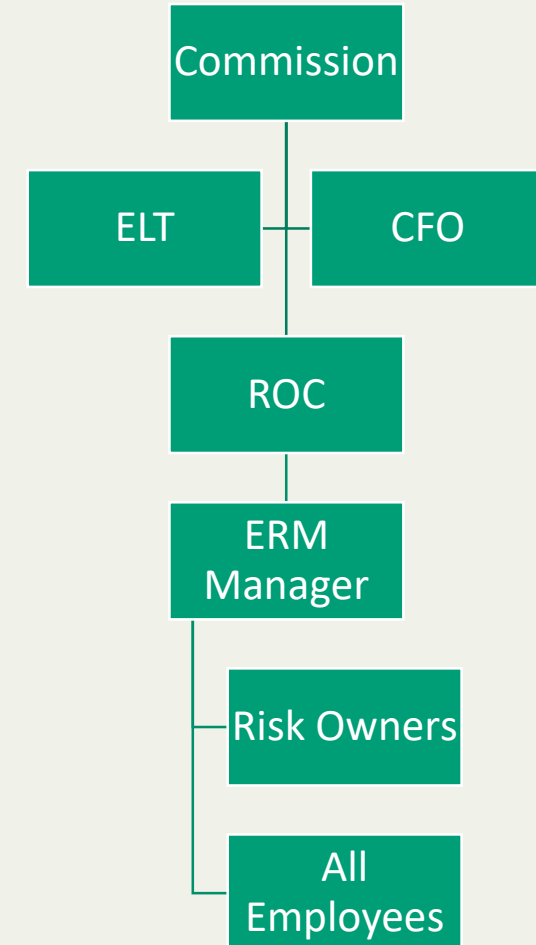 Commission
ELT
CFO
ROC
ERM
Manager
Risk Owners
All
Employees